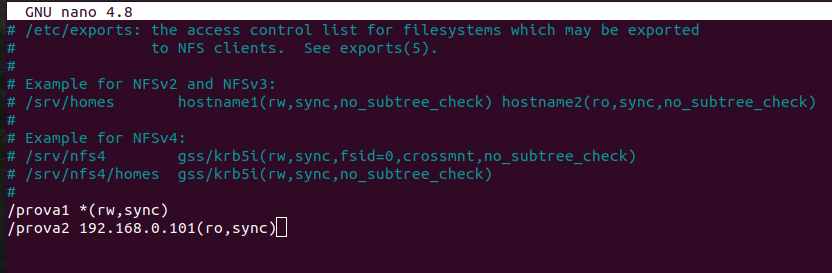 GNU nano 4.8
# /etc/exports: the access control list for filesystems which may be exported
#               to NFS clients.  See exports(5).
#
# Example for NFSv2 and NFSv3:
# /srv/homes       hostname1(rw,sync,no_subtree_check) hostname2(ro,sync,no_subtree_check)
#
# Example for NFSv4:
# /srv/nfs4        gss/krb5i(rw,sync,fsid=0,crossmnt,no_subtree_check)
# /srv/nfs4/homes  gss/krb5i(rw,sync,no_subtree_check)
#
/prova1 *(rw,sync)
/prova2 192.168.0.101(ro,sync)